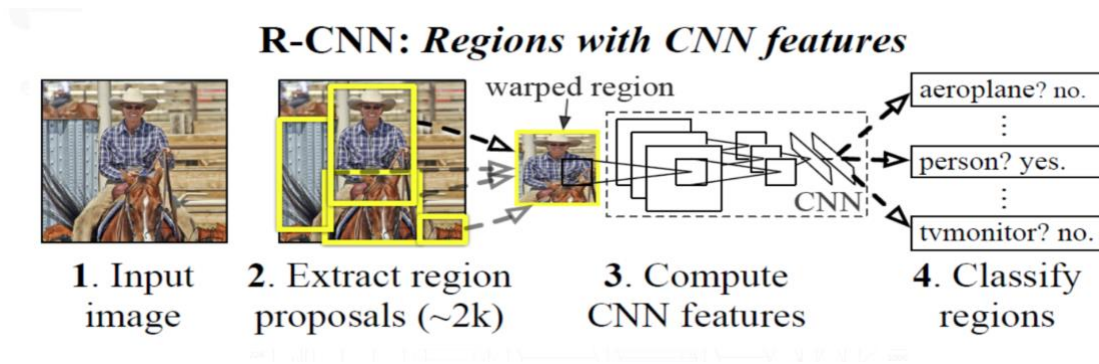 R-CNN: Regions with CNN features
warped region
aeroplane? no.
⋮
person? yes.
⋮
tvmonitor? no.
CNN
1. Input
image
2. Extract region
proposals (~2k)
3. Compute
CNN features
4. Classify
regions